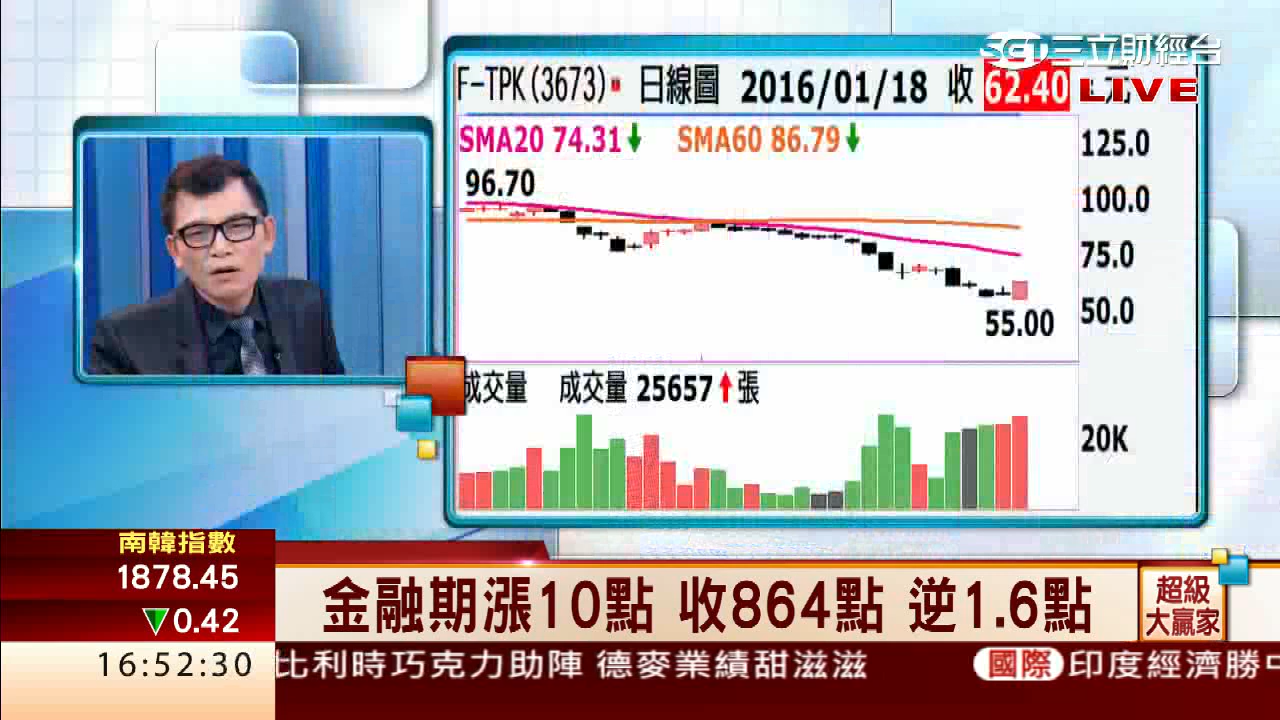 SET 三立財經台
LIVE
F-TPK(3673) 日線圖 2016/01/18 收 62.40 元
SMA20 74.31↓ SMA60 86.79↓
125.0
96.70
100.0
75.0
50.0
55.00
成交量 成交量 25657↑張
20K
南韓指數
1878.45
▼0.42
金融期漲10點 收864點 逆1.6點
超級
大贏家
16:52:30
比利時巧克力助陣 德麥業績甜滋滋
國際 印度經濟勝中